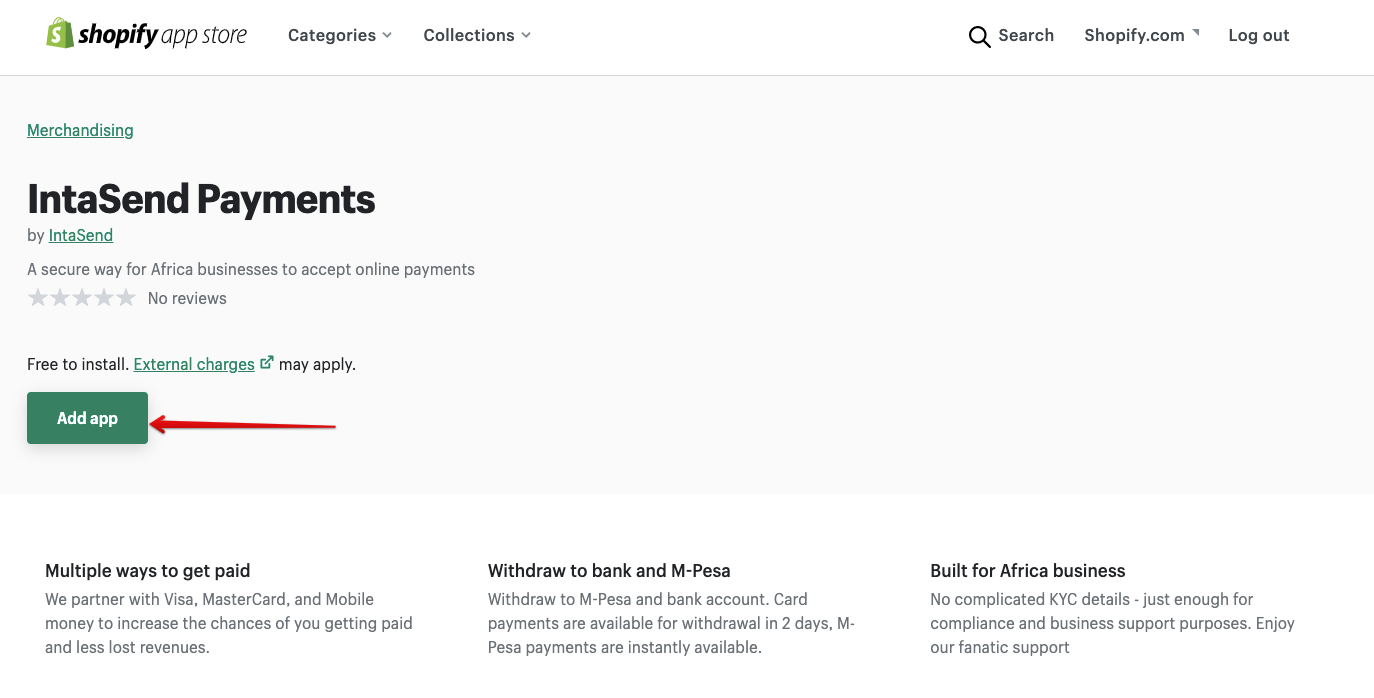 shopify app store
Categories
Collections
Search
Shopify.com
Log out
Merchandising
IntaSend Payments
by IntaSend
A secure way for Africa businesses to accept online payments
No reviews
Free to install. External charges may apply.
Add app
Multiple ways to get paid
We partner with Visa, MasterCard, and Mobile
money to increase the chances of you getting paid
and less lost revenues.
Withdraw to bank and M-Pesa
Withdraw to M-Pesa and bank account. Card
payments are available for withdrawal in 2 days, M-
Pesa payments are instantly available.
Built for Africa business
No complicated KYC details - just enough for
compliance and business support purposes. Enjoy
our fanatic support